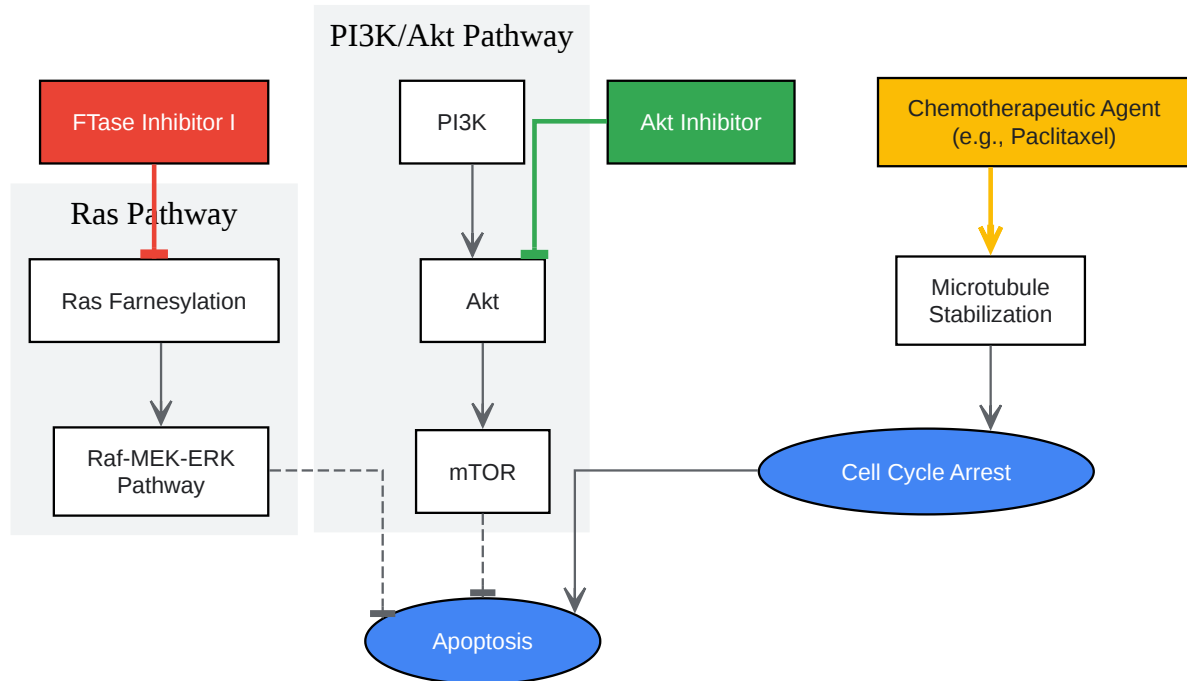 PI3K/Akt Pathway
FTase Inhibitor I
PI3K
Akt Inhibitor
Chemotherapeutic Agent
(e.g., Paclitaxel)
Ras Pathway
Ras Farnesylation
Akt
Microtubule
Stabilization
Raf-MEK-ERK
Pathway
mTOR
Cell Cycle Arrest
Apoptosis